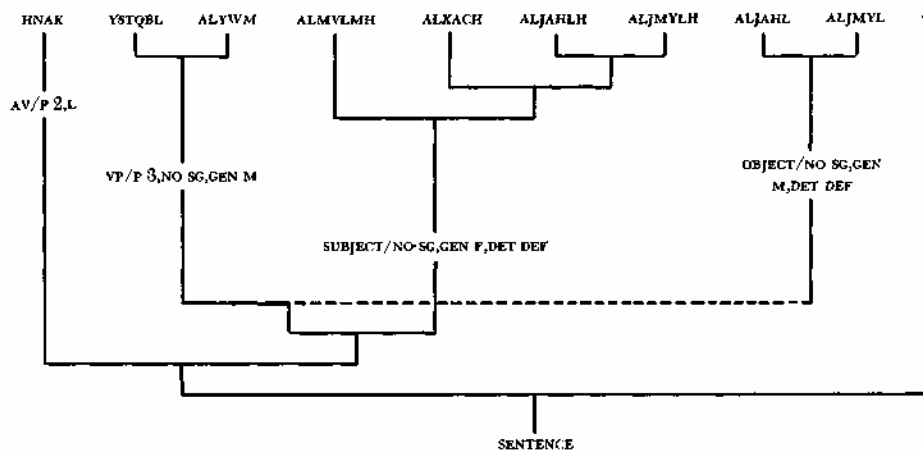 HNAK YSTQBL ALYWM ALMVLMH ALXACH ALJAHLH ALJMYLH ALJAHL ALJMYL
AV/P 2,L
VP/P 3,NO SG,GEN M
OBJECT/NO SG,GEN
M,DET DEF
SUBJECT/NO SG,GEN F,DET DEF
SENTENCE